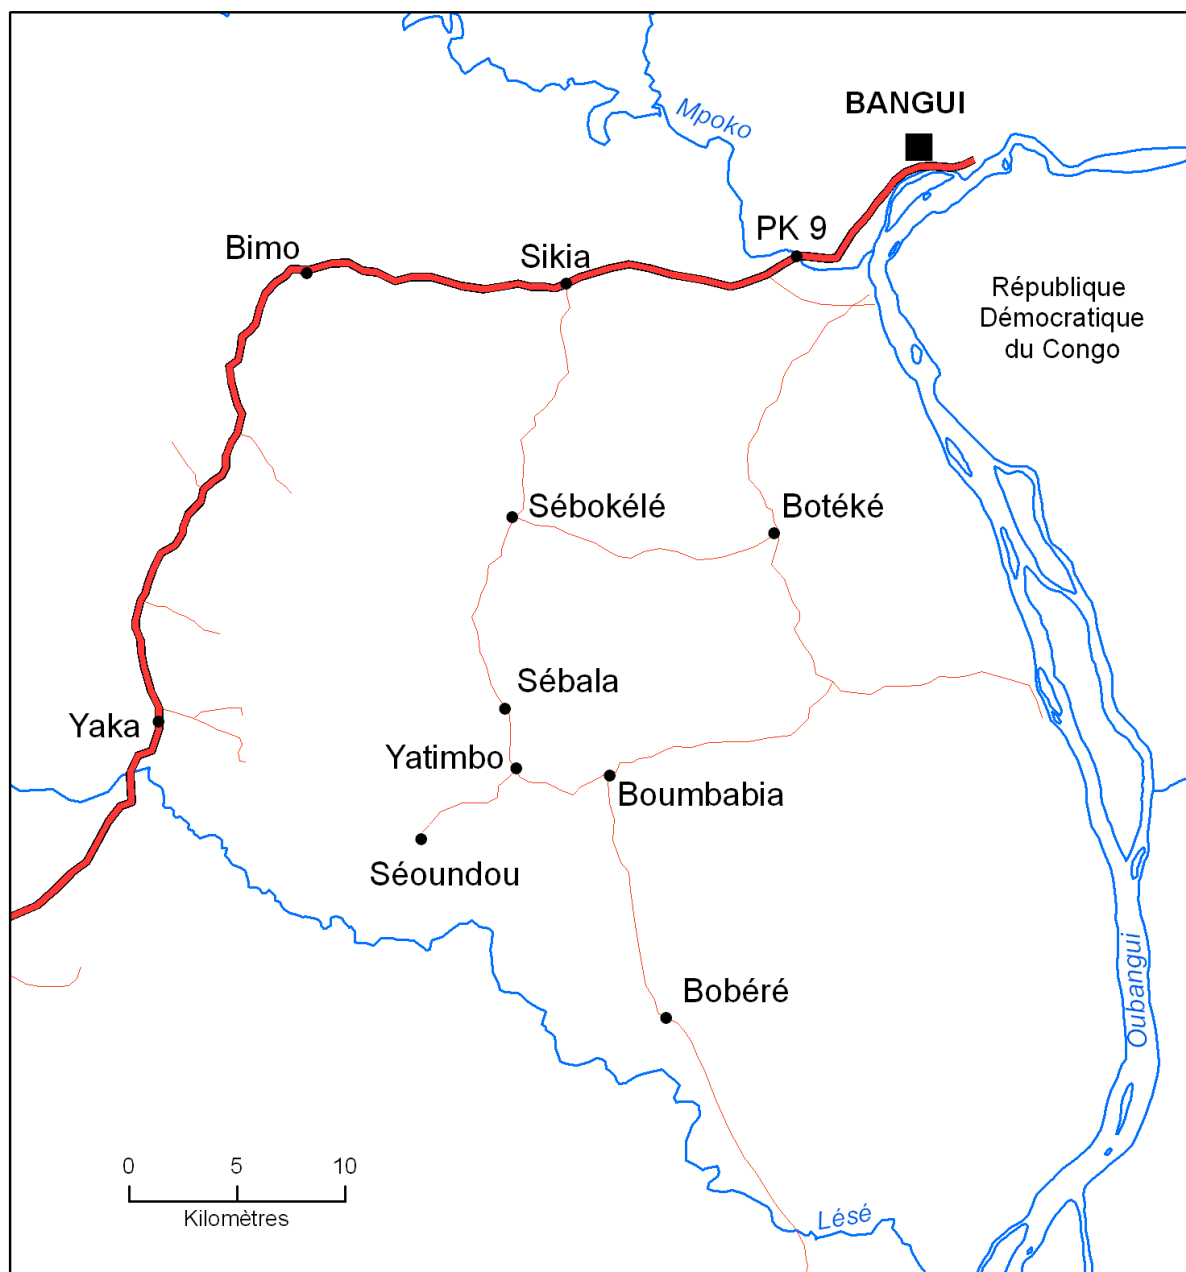 Mpoko
BANGUI
PK 9
Bimo
Sikia
République
Démocratique
du Congo
Sébokélé
Botéké
Sébala
Yaka
Yatimbo
Boumbabia
Séoundou
Oubangui
Bobéré
0 5 10
Kilomètres
Lésé